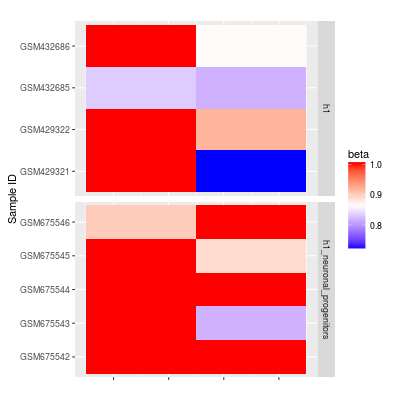 Sample ID
GSM432686
GSM432685
GSM429322
GSM429321
h1
GSM675546
GSM675545
GSM675544
GSM675543
GSM675542
h1_neuronal_progenitors
beta
1.0
0.9
0.8